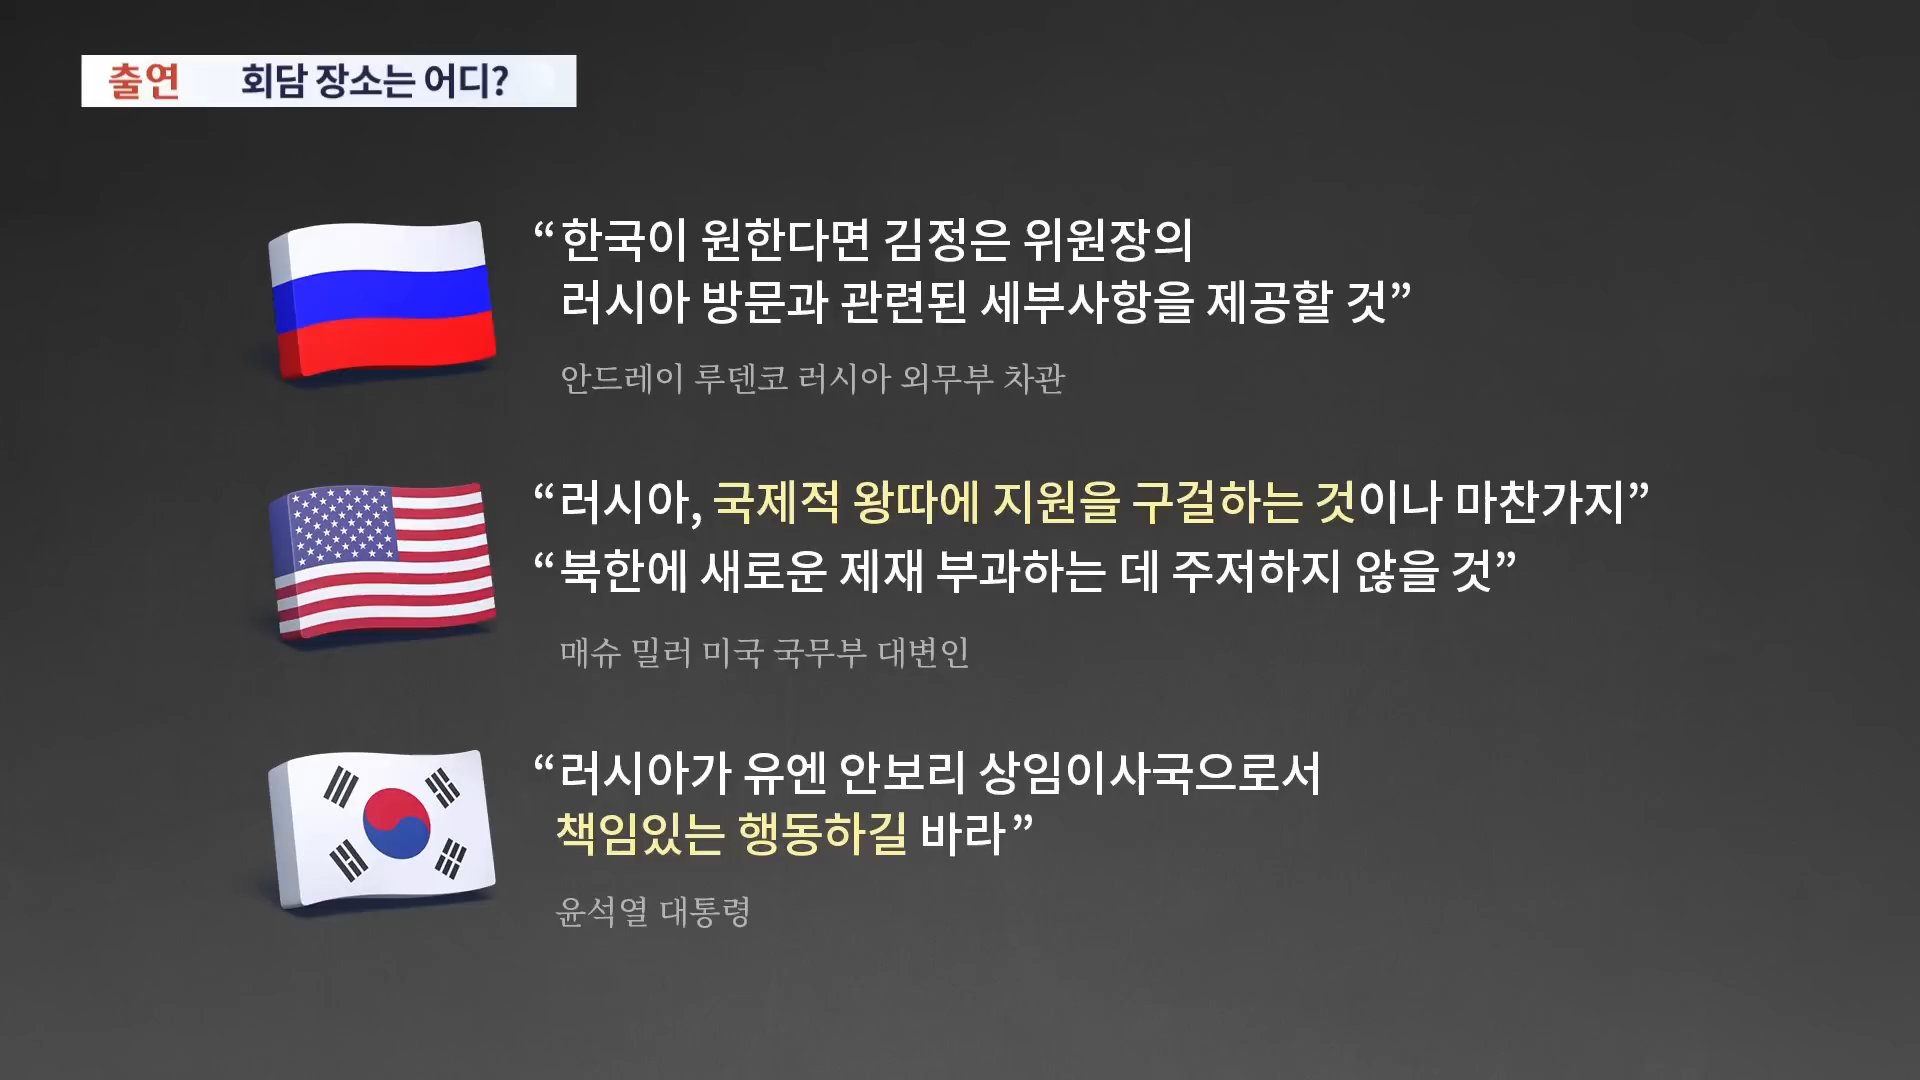 출연 회담 장소는 어디?
“한국이 원한다면 김정은 위원장의
러시아 방문과 관련된 세부사항을 제공할 것”
안드레이 루덴코 러시아 외무부 차관
“러시아, 국제적 왕따에 지원을 구걸하는 것이나 마찬가지”
“북한에 새로운 제재 부과하는 데 주저하지 않을 것”
매슈 밀러 미국 국무부 대변인
“러시아가 유엔 안보리 상임이사국으로서
책임있는 행동하길 바라”
윤석열 대통령